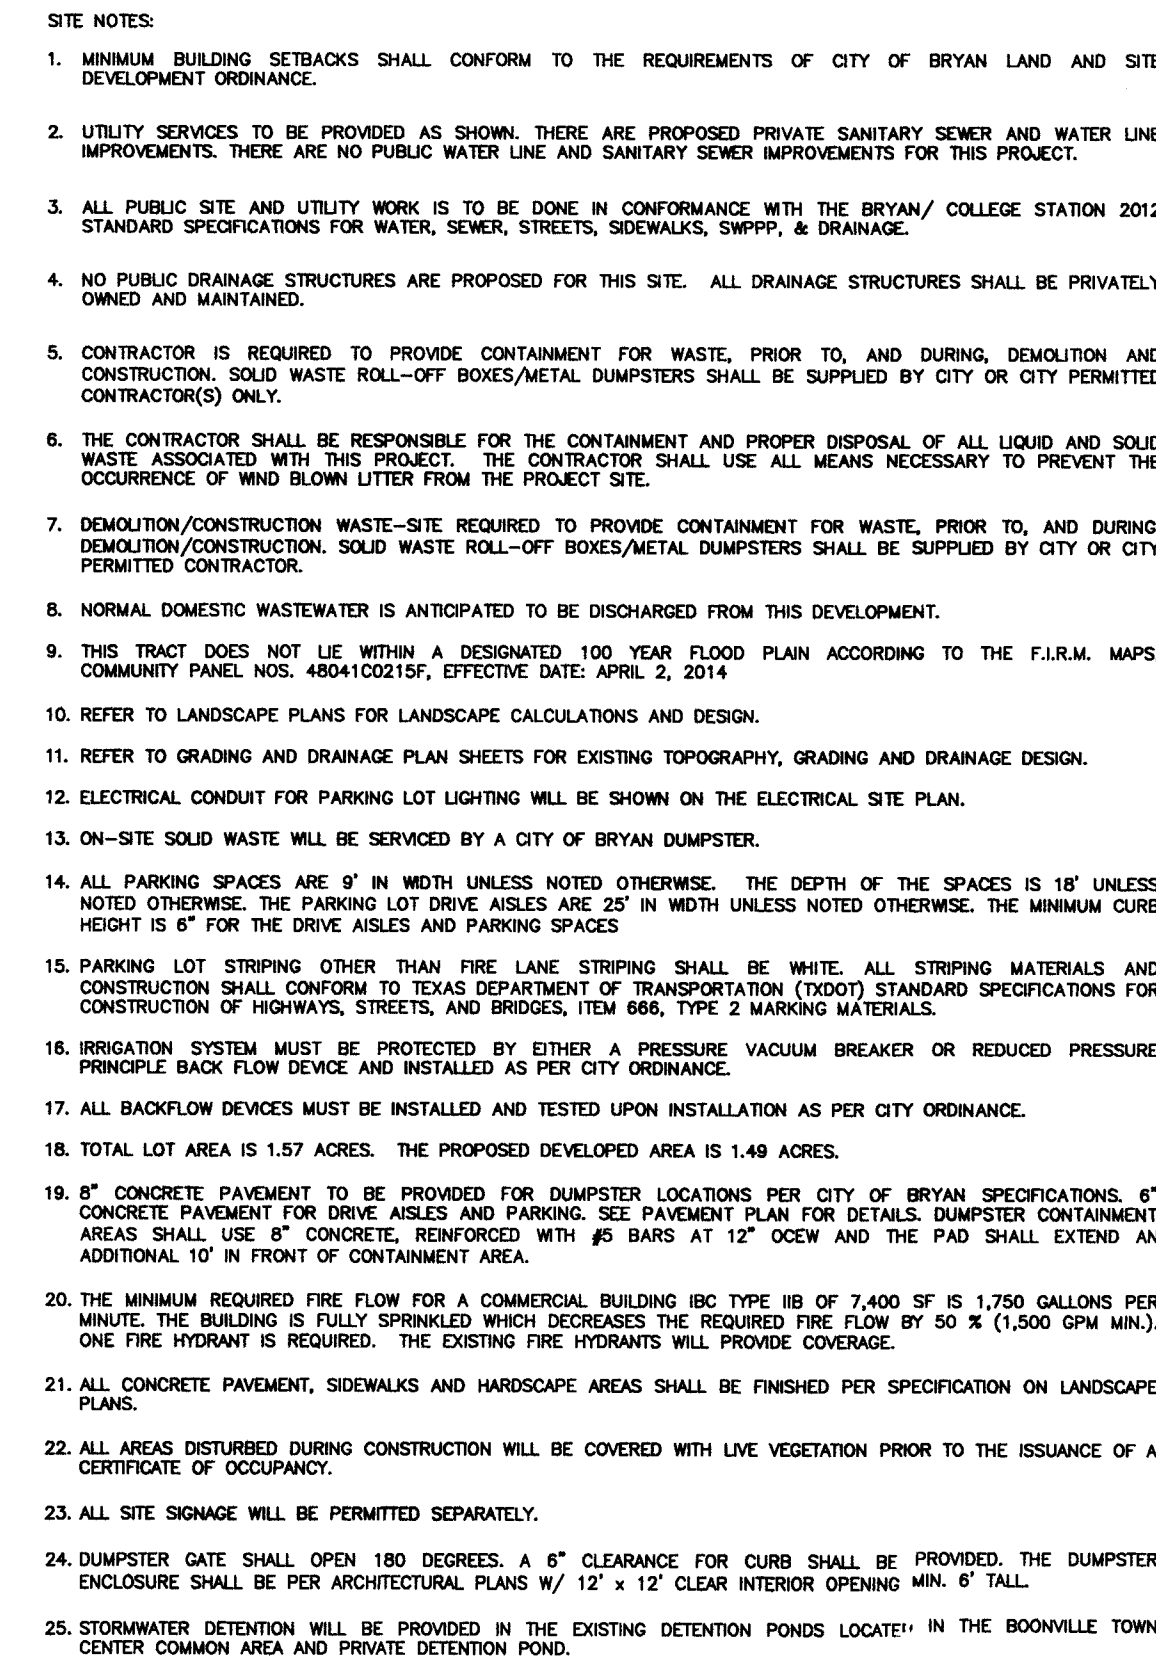 SITE NOTES:
1. MINIMUM BUILDING SETBACKS SHALL CONFORM TO THE REQUIREMENTS OF CITY OF BRYAN LAND AND SITE
DEVELOPMENT ORDINANCE.
2. UTILITY SERVICES TO BE PROVIDED AS SHOWN. THERE ARE PROPOSED PRIVATE SANITARY SEWER AND WATER LINE
IMPROVEMENTS. THERE ARE NO PUBLIC WATER LINE AND SANITARY SEWER IMPROVEMENTS FOR THIS PROJECT.
3. ALL PUBLIC SITE AND UTILITY WORK IS TO BE DONE IN CONFORMANCE WITH THE BRYAN/ COLLEGE STATION 2012
STANDARD SPECIFICATIONS FOR WATER, SEWER, STREETS, SIDEWALKS, SWPPP, & DRAINAGE.
4. NO PUBLIC DRAINAGE STRUCTURES ARE PROPOSED FOR THIS SITE. ALL DRAINAGE STRUCTURES SHALL BE PRIVATELY
OWNED AND MAINTAINED.
5. CONTRACTOR IS REQUIRED TO PROVIDE CONTAINMENT FOR WASTE, PRIOR TO, AND DURING, DEMOLITION AND
CONSTRUCTION. SOLID WASTE ROLL-OFF BOXES/METAL DUMPSTERS SHALL BE SUPPLIED BY CITY OR CITY PERMITTED
CONTRACTOR(S) ONLY.
6. THE CONTRACTOR SHALL BE RESPONSIBLE FOR THE CONTAINMENT AND PROPER DISPOSAL OF ALL LIQUID AND SOLID
WASTE ASSOCIATED WITH THIS PROJECT. THE CONTRACTOR SHALL USE ALL MEANS NECESSARY TO PREVENT THE
OCCURRENCE OF WIND BLOWN LITTER FROM THE PROJECT SITE.
7. DEMOLITION/CONSTRUCTION WASTE-SITE REQUIRED TO PROVIDE CONTAINMENT FOR WASTE, PRIOR TO, AND DURING
DEMOLITION/CONSTRUCTION. SOLID WASTE ROLL-OFF BOXES/METAL DUMPSTERS SHALL BE SUPPLIED BY CITY OR CITY
PERMITTED CONTRACTOR.
8. NORMAL DOMESTIC WASTEWATER IS ANTICIPATED TO BE DISCHARGED FROM THIS DEVELOPMENT.
9. THIS TRACT DOES NOT LIE WITHIN A DESIGNATED 100 YEAR FLOOD PLAIN ACCORDING TO THE F.I.R.M. MAPS
COMMUNITY PANEL NOS. 48041C0215F, EFFECTIVE DATE: APRIL 2, 2014
10. REFER TO LANDSCAPE PLANS FOR LANDSCAPE CALCULATIONS AND DESIGN.
11. REFER TO GRADING AND DRAINAGE PLAN SHEETS FOR EXISTING TOPOGRAPHY, GRADING AND DRAINAGE DESIGN.
12. ELECTRICAL CONDUIT FOR PARKING LOT LIGHTING WILL BE SHOWN ON THE ELECTRICAL SITE PLAN.
13. ON-SITE SOLID WASTE WILL BE SERVICED BY A CITY OF BRYAN DUMPSTER.
14. ALL PARKING SPACES ARE 9' IN WIDTH UNLESS NOTED OTHERWISE. THE DEPTH OF THE SPACES IS 18' UNLESS
NOTED OTHERWISE. THE PARKING LOT DRIVE AISLES ARE 25' IN WIDTH UNLESS NOTED OTHERWISE. THE MINIMUM CURB
HEIGHT IS 6" FOR THE DRIVE AISLES AND PARKING SPACES
15. PARKING LOT STRIPING OTHER THAN FIRE LANE STRIPING SHALL BE WHITE. ALL STRIPING MATERIALS AND
CONSTRUCTION SHALL CONFORM TO TEXAS DEPARTMENT OF TRANSPORTATION (TXDOT) STANDARD SPECIFICATIONS FOR
CONSTRUCTION OF HIGHWAYS, STREETS, AND BRIDGES, ITEM 666, TYPE 2 MARKING MATERIALS.
16. IRRIGATION SYSTEM MUST BE PROTECTED BY EITHER A PRESSURE VACUUM BREAKER OR REDUCED PRESSURE
PRINCIPLE BACK FLOW DEVICE AND INSTALLED AS PER CITY ORDINANCE.
17. ALL BACKFLOW DEVICES MUST BE INSTALLED AND TESTED UPON INSTALLATION AS PER CITY ORDINANCE.
18. TOTAL LOT AREA IS 1.57 ACRES. THE PROPOSED DEVELOPED AREA IS 1.49 ACRES.
19. 8" CONCRETE PAVEMENT TO BE PROVIDED FOR DUMPSTER LOCATIONS PER CITY OF BRYAN SPECIFICATIONS. 6"
CONCRETE PAVEMENT FOR DRIVE AISLES AND PARKING. SEE PAVEMENT PLAN FOR DETAILS. DUMPSTER CONTAINMENT
AREAS SHALL USE 8" CONCRETE, REINFORCED WITH #5 BARS AT 12" OCEW AND THE PAD SHALL EXTEND AN
ADDITIONAL 10' IN FRONT OF CONTAINMENT AREA.
20. THE MINIMUM REQUIRED FIRE FLOW FOR A COMMERCIAL BUILDING IBC TYPE IIB OF 7,400 SF IS 1,750 GALLONS PER
MINUTE. THE BUILDING IS FULLY SPRINKLED WHICH DECREASES THE REQUIRED FIRE FLOW BY 50 % (1,500 GPM MIN.).
ONE FIRE HYDRANT IS REQUIRED. THE EXISTING FIRE HYDRANTS WILL PROVIDE COVERAGE.
21. ALL CONCRETE PAVEMENT, SIDEWALKS AND HARDSCAPE AREAS SHALL BE FINISHED PER SPECIFICATION ON LANDSCAPE
PLANS.
22. ALL AREAS DISTURBED DURING CONSTRUCTION WILL BE COVERED WITH LIVE VEGETATION PRIOR TO THE ISSUANCE OF A
CERTIFICATE OF OCCUPANCY.
23. ALL SITE SIGNAGE WILL BE PERMITTED SEPARATELY.
24. DUMPSTER GATE SHALL OPEN 180 DEGREES. A 6" CLEARANCE FOR CURB SHALL BE PROVIDED. THE DUMPSTER
ENCLOSURE SHALL BE PER ARCHITECTURAL PLANS W/ 12' x 12' CLEAR INTERIOR OPENING MIN. 6' TALL.
25. STORMWATER DETENTION WILL BE PROVIDED IN THE EXISTING DETENTION PONDS LOCATED IN THE BOONVILLE TOWN
CENTER COMMON AREA AND PRIVATE DETENTION POND.